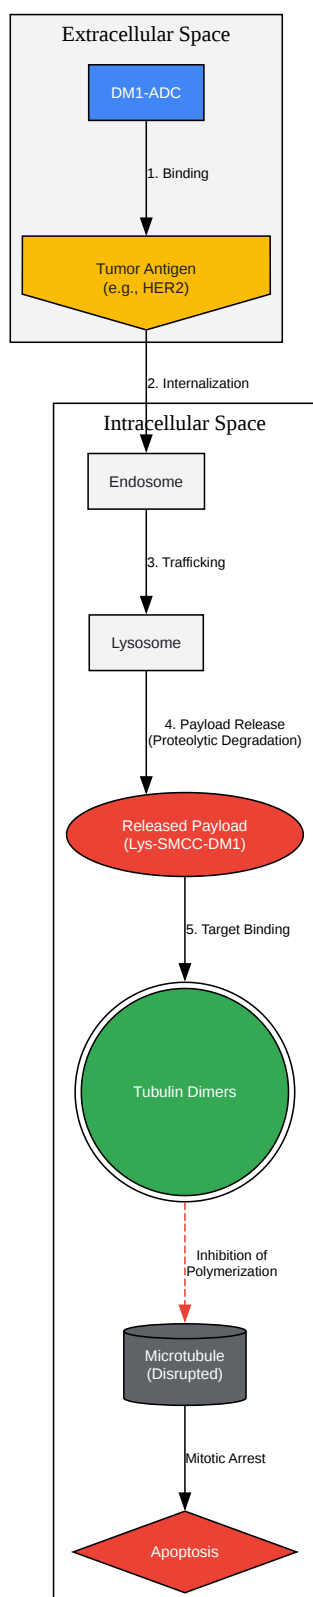 Extracellular Space
DM1-ADC
1. Binding
Tumor Antigen
(e.g., HER2)
2. Internalization
Intracellular Space
Endosome
3. Trafficking
Lysosome
4. Payload Release
(Proteolytic Degradation)
Released Payload
(Lys-SMCC-DM1)
5. Target Binding
Tubulin Dimers
Inhibition of
Polymerization
Microtubule
(Disrupted)
Mitotic Arrest
Apoptosis